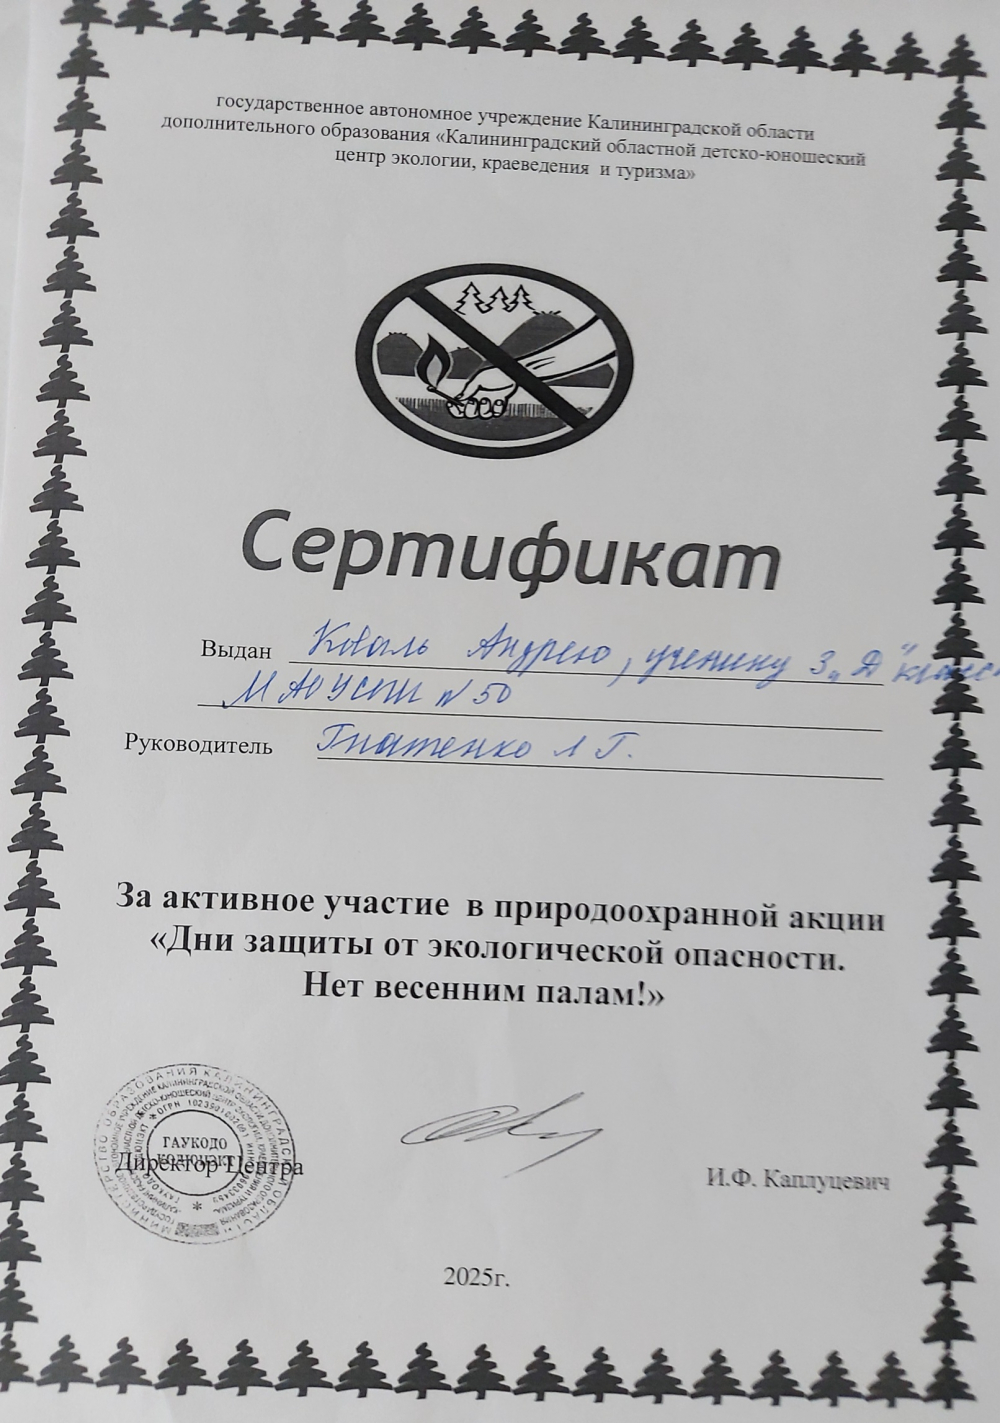 государственное автономное учреждение Калининградской области
дополнительного образования «Калининградский областной детско-юношеский
центр экологии, краеведения и туризма»
Сертификат
Выдан Коваль Андрею, ученику 3 „Д" класса
МАОУ СОШ № 50
Руководитель Гнатенко Л Г.
За активное участие в природоохранной акции
«Дни защиты от экологической опасности.
Нет весенним палам!»
ГАУКОДО
КОДЮЦЭКТ
Директор Центра
И.Ф. Каплуцевич
2025г.